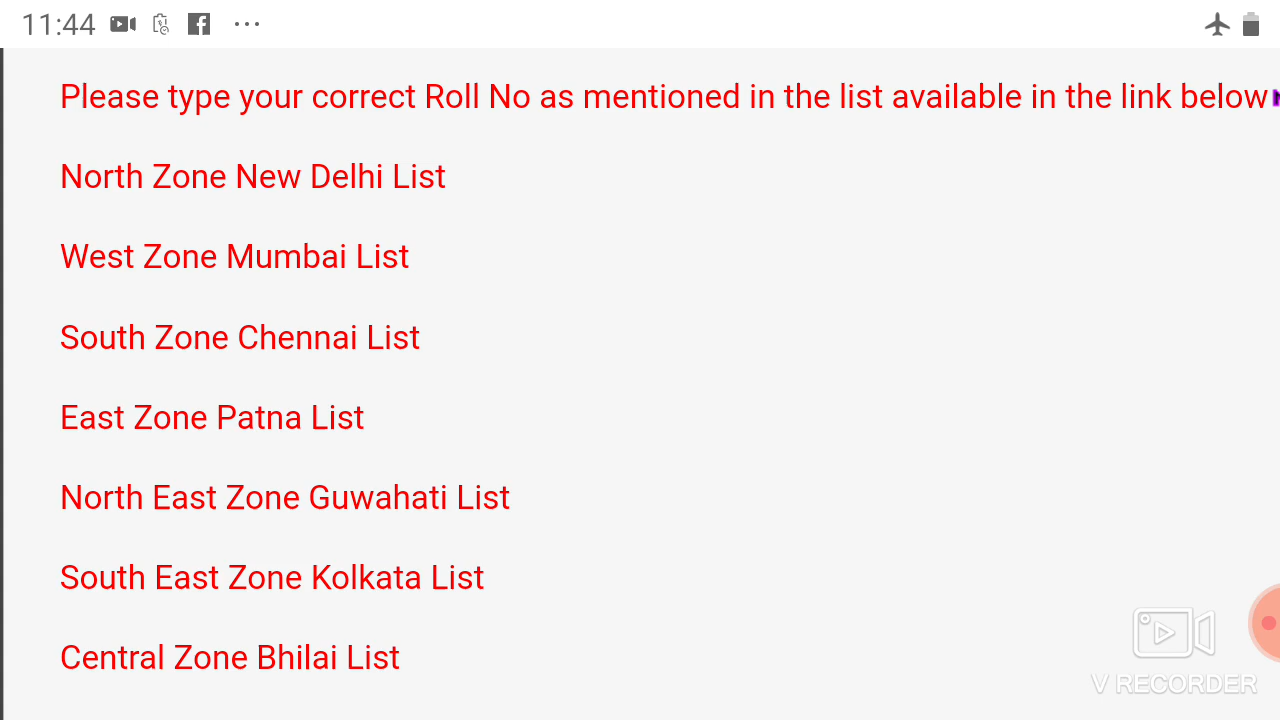 11:44
Please type your correct Roll No as mentioned in the list available in the link below
North Zone New Delhi List
West Zone Mumbai List
South Zone Chennai List
East Zone Patna List
North East Zone Guwahati List
South East Zone Kolkata List
Central Zone Bhilai List
V RECORDER